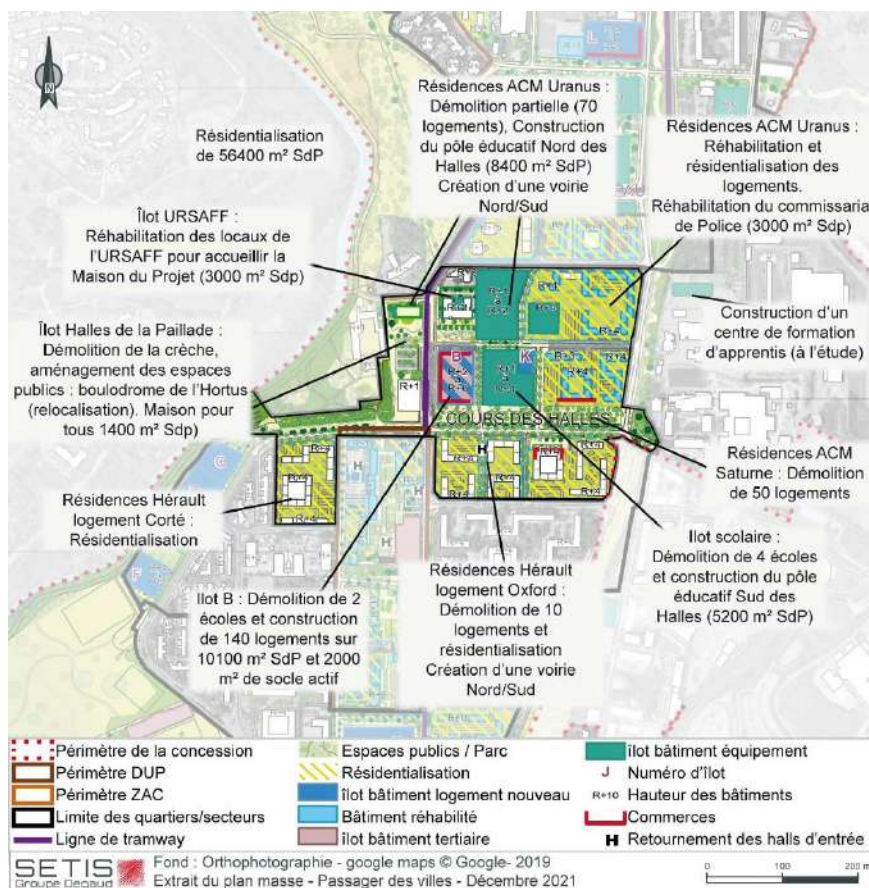 N
Résidentialisation
de 56400 m² SdP
Résidences ACM Uranus :
Démolition partielle (70
logements), Construction
du pôle éducatif Nord des
Halles (8400 m² SdP)
Création d'une voirie
Nord/Sud
Résidences ACM Uranus :
Réhabilitation et
résidentialisation des
logements.
Réhabilitation du commissaria
de Police (3000 m² Sdp)
Îlot URSAFF :
Réhabilitation des locaux de
l'URSAFF pour accueillir la
Maison du Projet (3000 m² Sdp)
Construction d'un
centre de formation
d'apprentis (à l'étude)
Îlot Halles de la Paillade :
Démolition de la crèche,
aménagement des espaces
publics : boulodrome de l'Hortus
(relocalisation). Maison pour
tous 1400 m² Sdp)
R+1
B
K
COURS DES HALLES
H
Résidences ACM
Saturne : Démolition
de 50 logements
Résidences Hérault
logement Corté :
Résidentialisation
Ilot B : Démolition de 2
écoles et construction
de 140 logements sur
10100 m² SdP et 2000
m² de socle actif
Résidences Hérault
logement Oxford :
Démolition de 10
logements et
résidentialisation
Création d'une voirie
Nord/Sud
Ilot scolaire :
Démolition de 4 écoles
et construction du pôle
éducatif Sud des
Halles (5200 m² SdP)
Périmètre de la concession
Périmètre DUP
Périmètre ZAC
Limite des quartiers/secteurs
Ligne de tramway
Espaces publics / Parc
Résidentialisation
îlot bâtiment logement nouveau
Bâtiment réhabilité
îlot bâtiment tertiaire
îlot bâtiment équipement
J Numéro d'îlot
R+10 Hauteur des bâtiments
Commerces
H Retournement des halls d'entrée
SETIS
Groupe Degaud
Fond : Orthophotographie - google maps © Google- 2019
Extrait du plan masse - Passager des villes - Décembre 2021
0 100 200 m